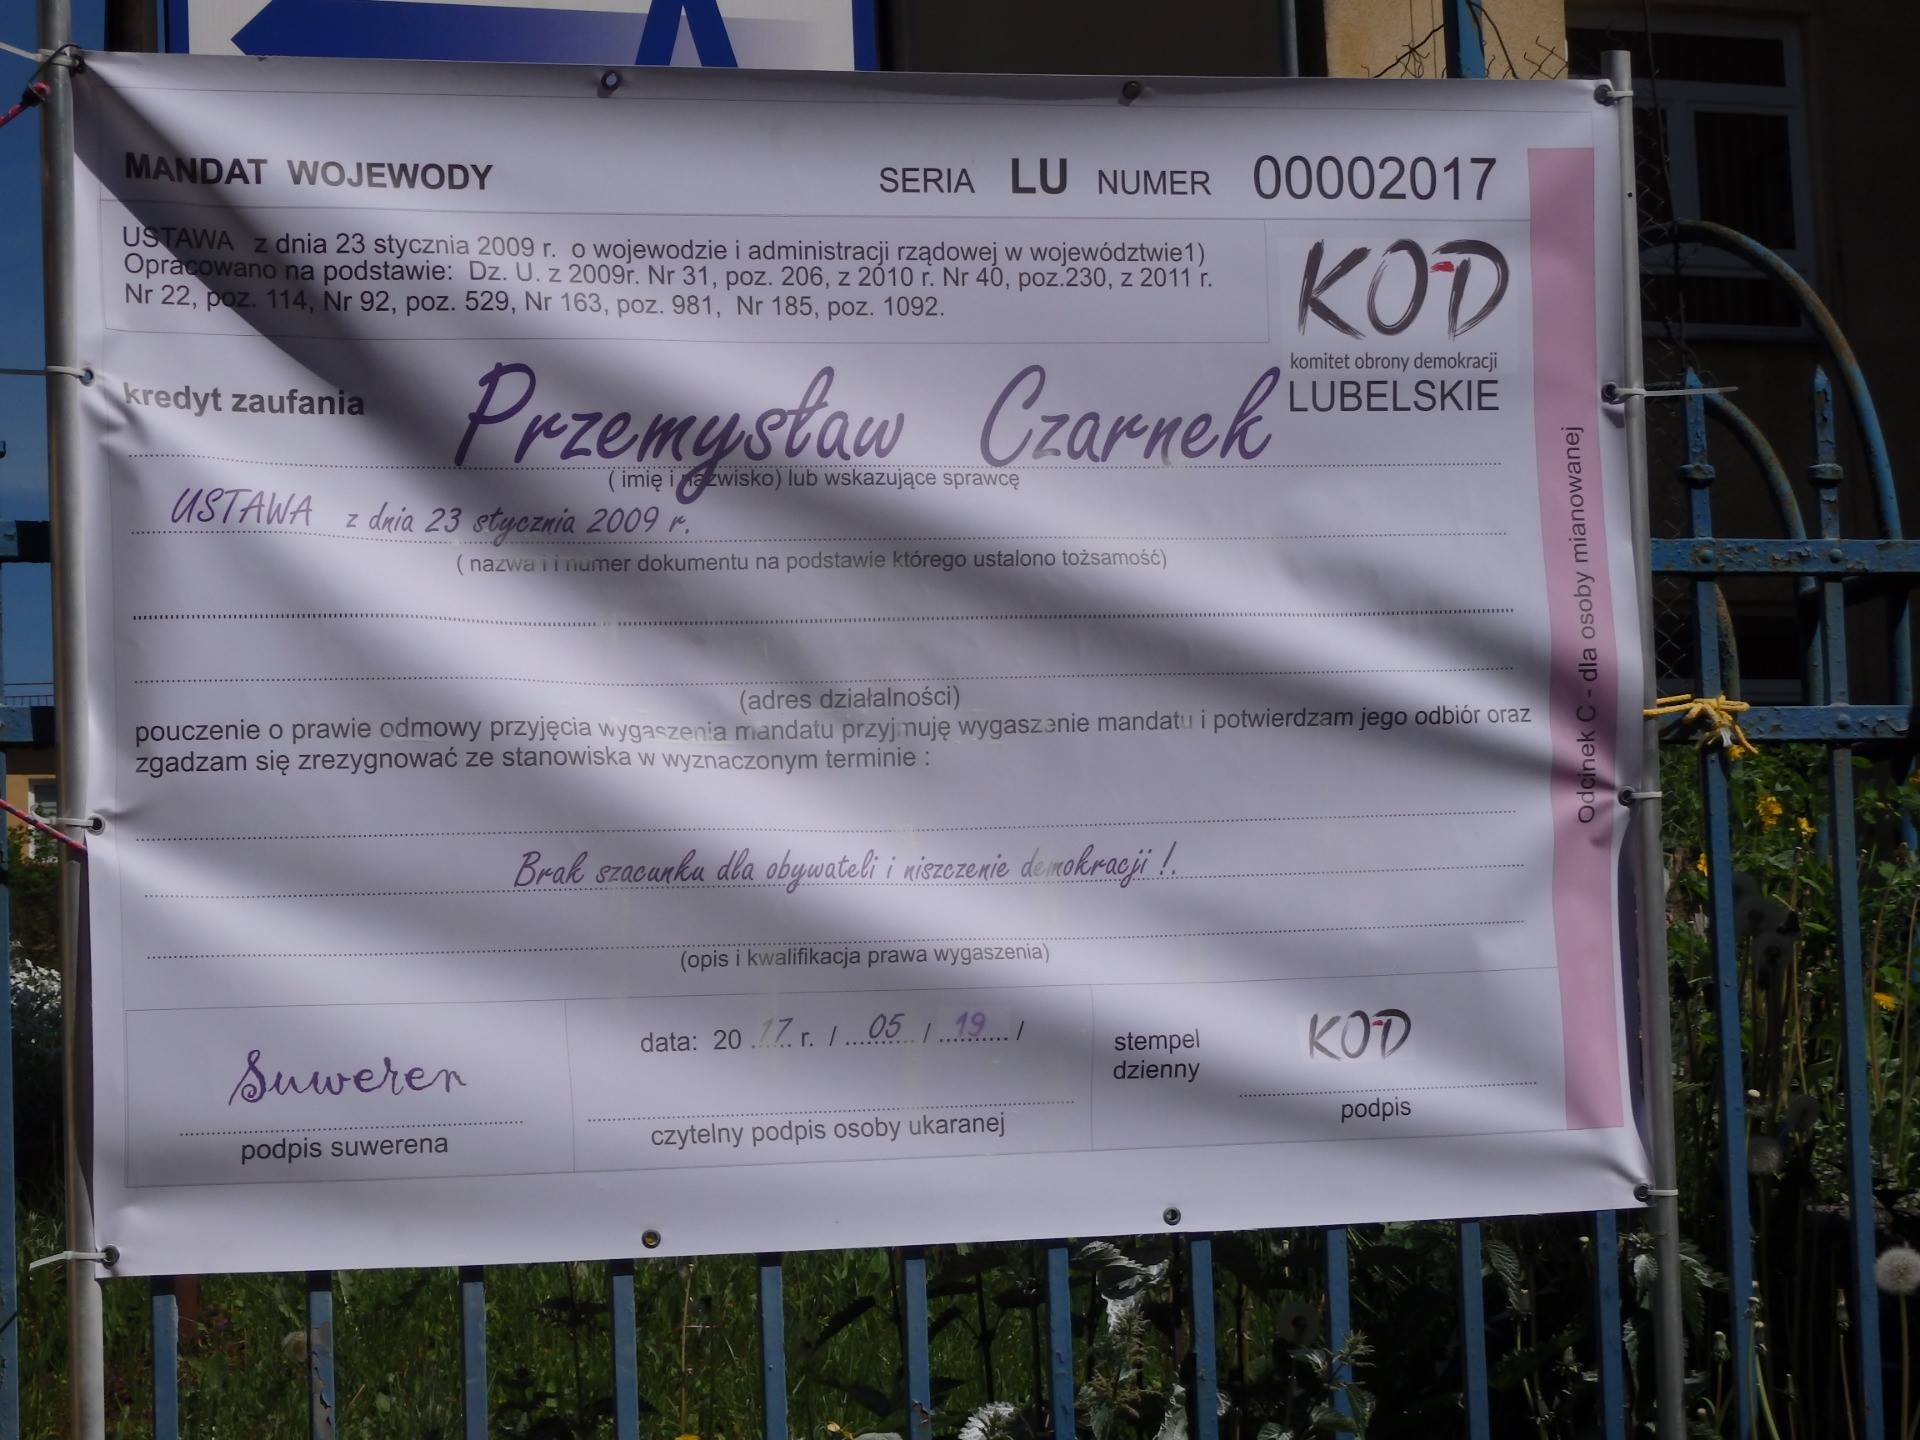 MANDAT WOJEWODY
SERIA LU NUMER 00002017
USTAWA z dnia 23 stycznia 2009 r. o wojewodzie i administracji rządowej w województwie1)
Opracowano na podstawie: Dz. U. z 2009r. Nr 31, poz. 206, z 2010 r. Nr 40, poz.230, z 2011 r.
Nr 22, poz. 114, Nr 92, poz. 529, Nr 163, poz. 981, Nr 185, poz. 1092.
KOD
komitet obrony demokracji
LUBELSKIE
kredyt zaufania Przemysław Czarnek
( imię i nazwisko) lub wskazujące sprawcę
USTAWA z dnia 23 stycznia 2009 r.
( nazwa i i numer dokumentu na podstawie którego ustalono tożsamość)
(adres działalności)
pouczenie o prawie odmowy przyjęcia wygaszenia mandatu przyjmuję wygaszenie mandatu i potwierdzam jego odbiór oraz
zgadzam się zrezygnować ze stanowiska w wyznaczonym terminie :
Brak szacunku dla obywateli i niszczenie demokracji !.
(opis i kwalifikacja prawa wygaszenia)
Suweren
podpis suwerena
data: 20 17 r. / 05 / 19 /
czytelny podpis osoby ukaranej
stempel
dzienny
KOD
podpis
Odcinek C - dla osoby mianowanej